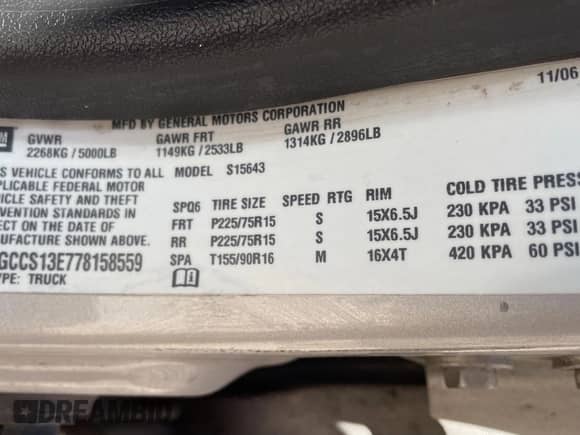 11/06
MFD BY GENERAL MOTORS CORPORATION
GM GVWR GAWR FRT GAWR RR
2268KG / 5000LB 1149KG / 2533LB 1314KG / 2896LB
S VEHICLE CONFORMS TO ALL MODEL S15643
PLICABLE FEDERAL MOTOR
HICLE SAFETY AND THEFT
VENTION STANDARDS IN
ECT ON THE DATE OF
NUFACTURE SHOWN ABOVE.
SPQ6 TIRE SIZE SPEED RTG RIM COLD TIRE PRESS
FRT P225/75R15 S 15X6.5J 230 KPA 33 PSI
RR P225/75R15 S 15X6.5J 230 KPA 33 PSI
SPA T155/90R16 M 16X4T 420 KPA 60 PSI
GCCS13E778158559
YPE: TRUCK
DREAMBID